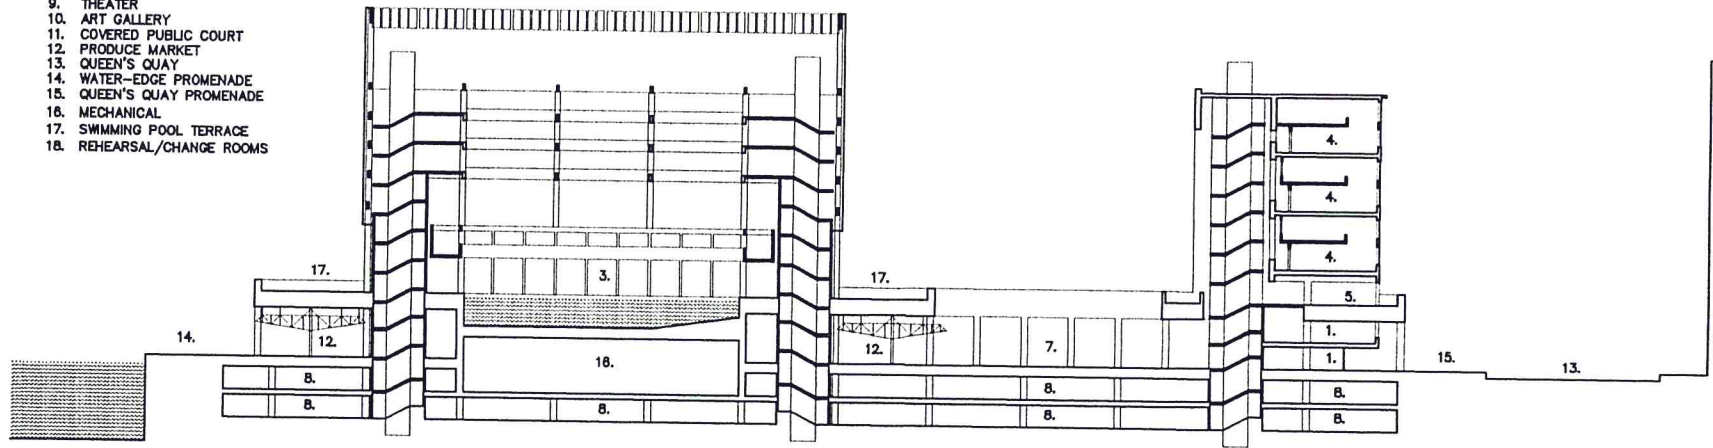 9. THEATER
10. ART GALLERY
11. COVERED PUBLIC COURT
12. PRODUCE MARKET
13. QUEEN'S QUAY
14. WATER-EDGE PROMENADE
15. QUEEN'S QUAY PROMENADE
16. MECHANICAL
17. SWIMMING POOL TERRACE
18. REHEARSAL/CHANGE ROOMS
4.
4.
4.
17.
3.
17.
5.
14.
12.
12.
7.
1.
1.
15.
13.
16.
8.
8.
8.
8.
8.
8.
8.